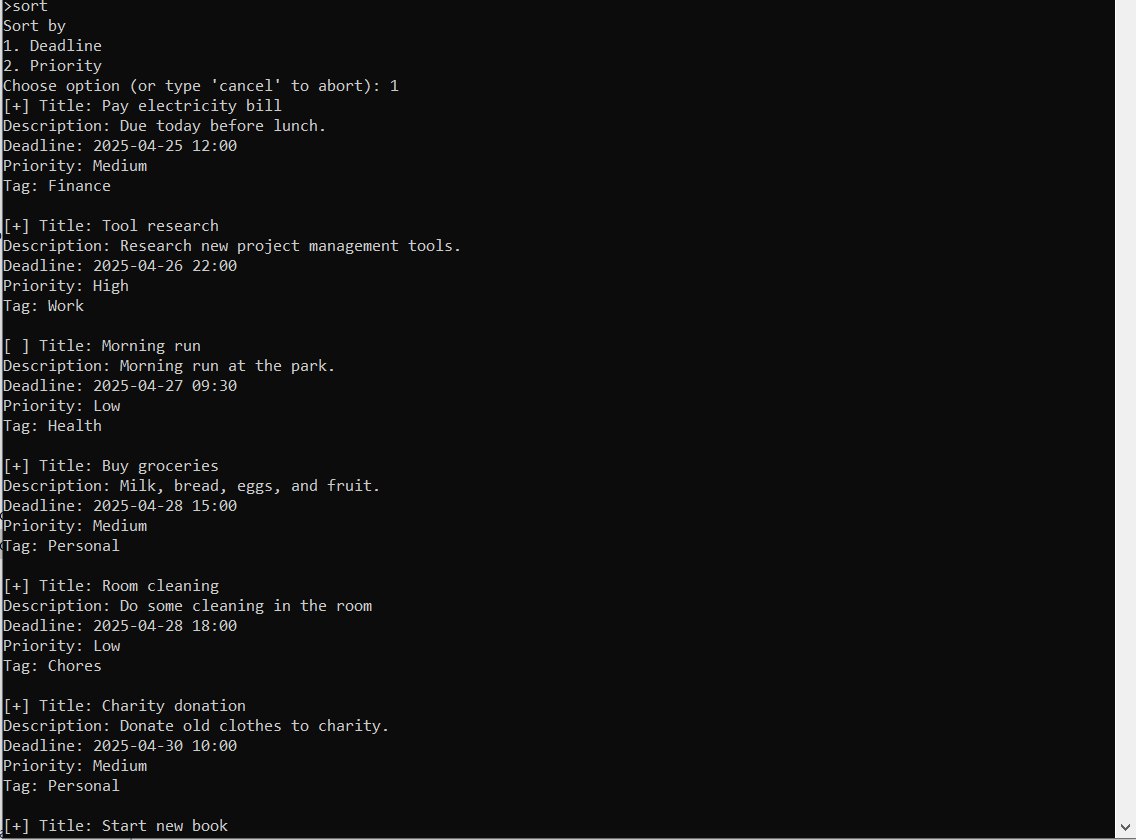 >sort
Sort by
1. Deadline
2. Priority
Choose option (or type 'cancel' to abort): 1
[+] Title: Pay electricity bill
Description: Due today before lunch.
Deadline: 2025-04-25 12:00
Priority: Medium
Tag: Finance
[+] Title: Tool research
Description: Research new project management tools.
Deadline: 2025-04-26 22:00
Priority: High
Tag: Work
[ ] Title: Morning run
Description: Morning run at the park.
Deadline: 2025-04-27 09:30
Priority: Low
Tag: Health
[+] Title: Buy groceries
Description: Milk, bread, eggs, and fruit.
Deadline: 2025-04-28 15:00
Priority: Medium
Tag: Personal
[+] Title: Room cleaning
Description: Do some cleaning in the room
Deadline: 2025-04-28 18:00
Priority: Low
Tag: Chores
[+] Title: Charity donation
Description: Donate old clothes to charity.
Deadline: 2025-04-30 10:00
Priority: Medium
Tag: Personal
[+] Title: Start new book